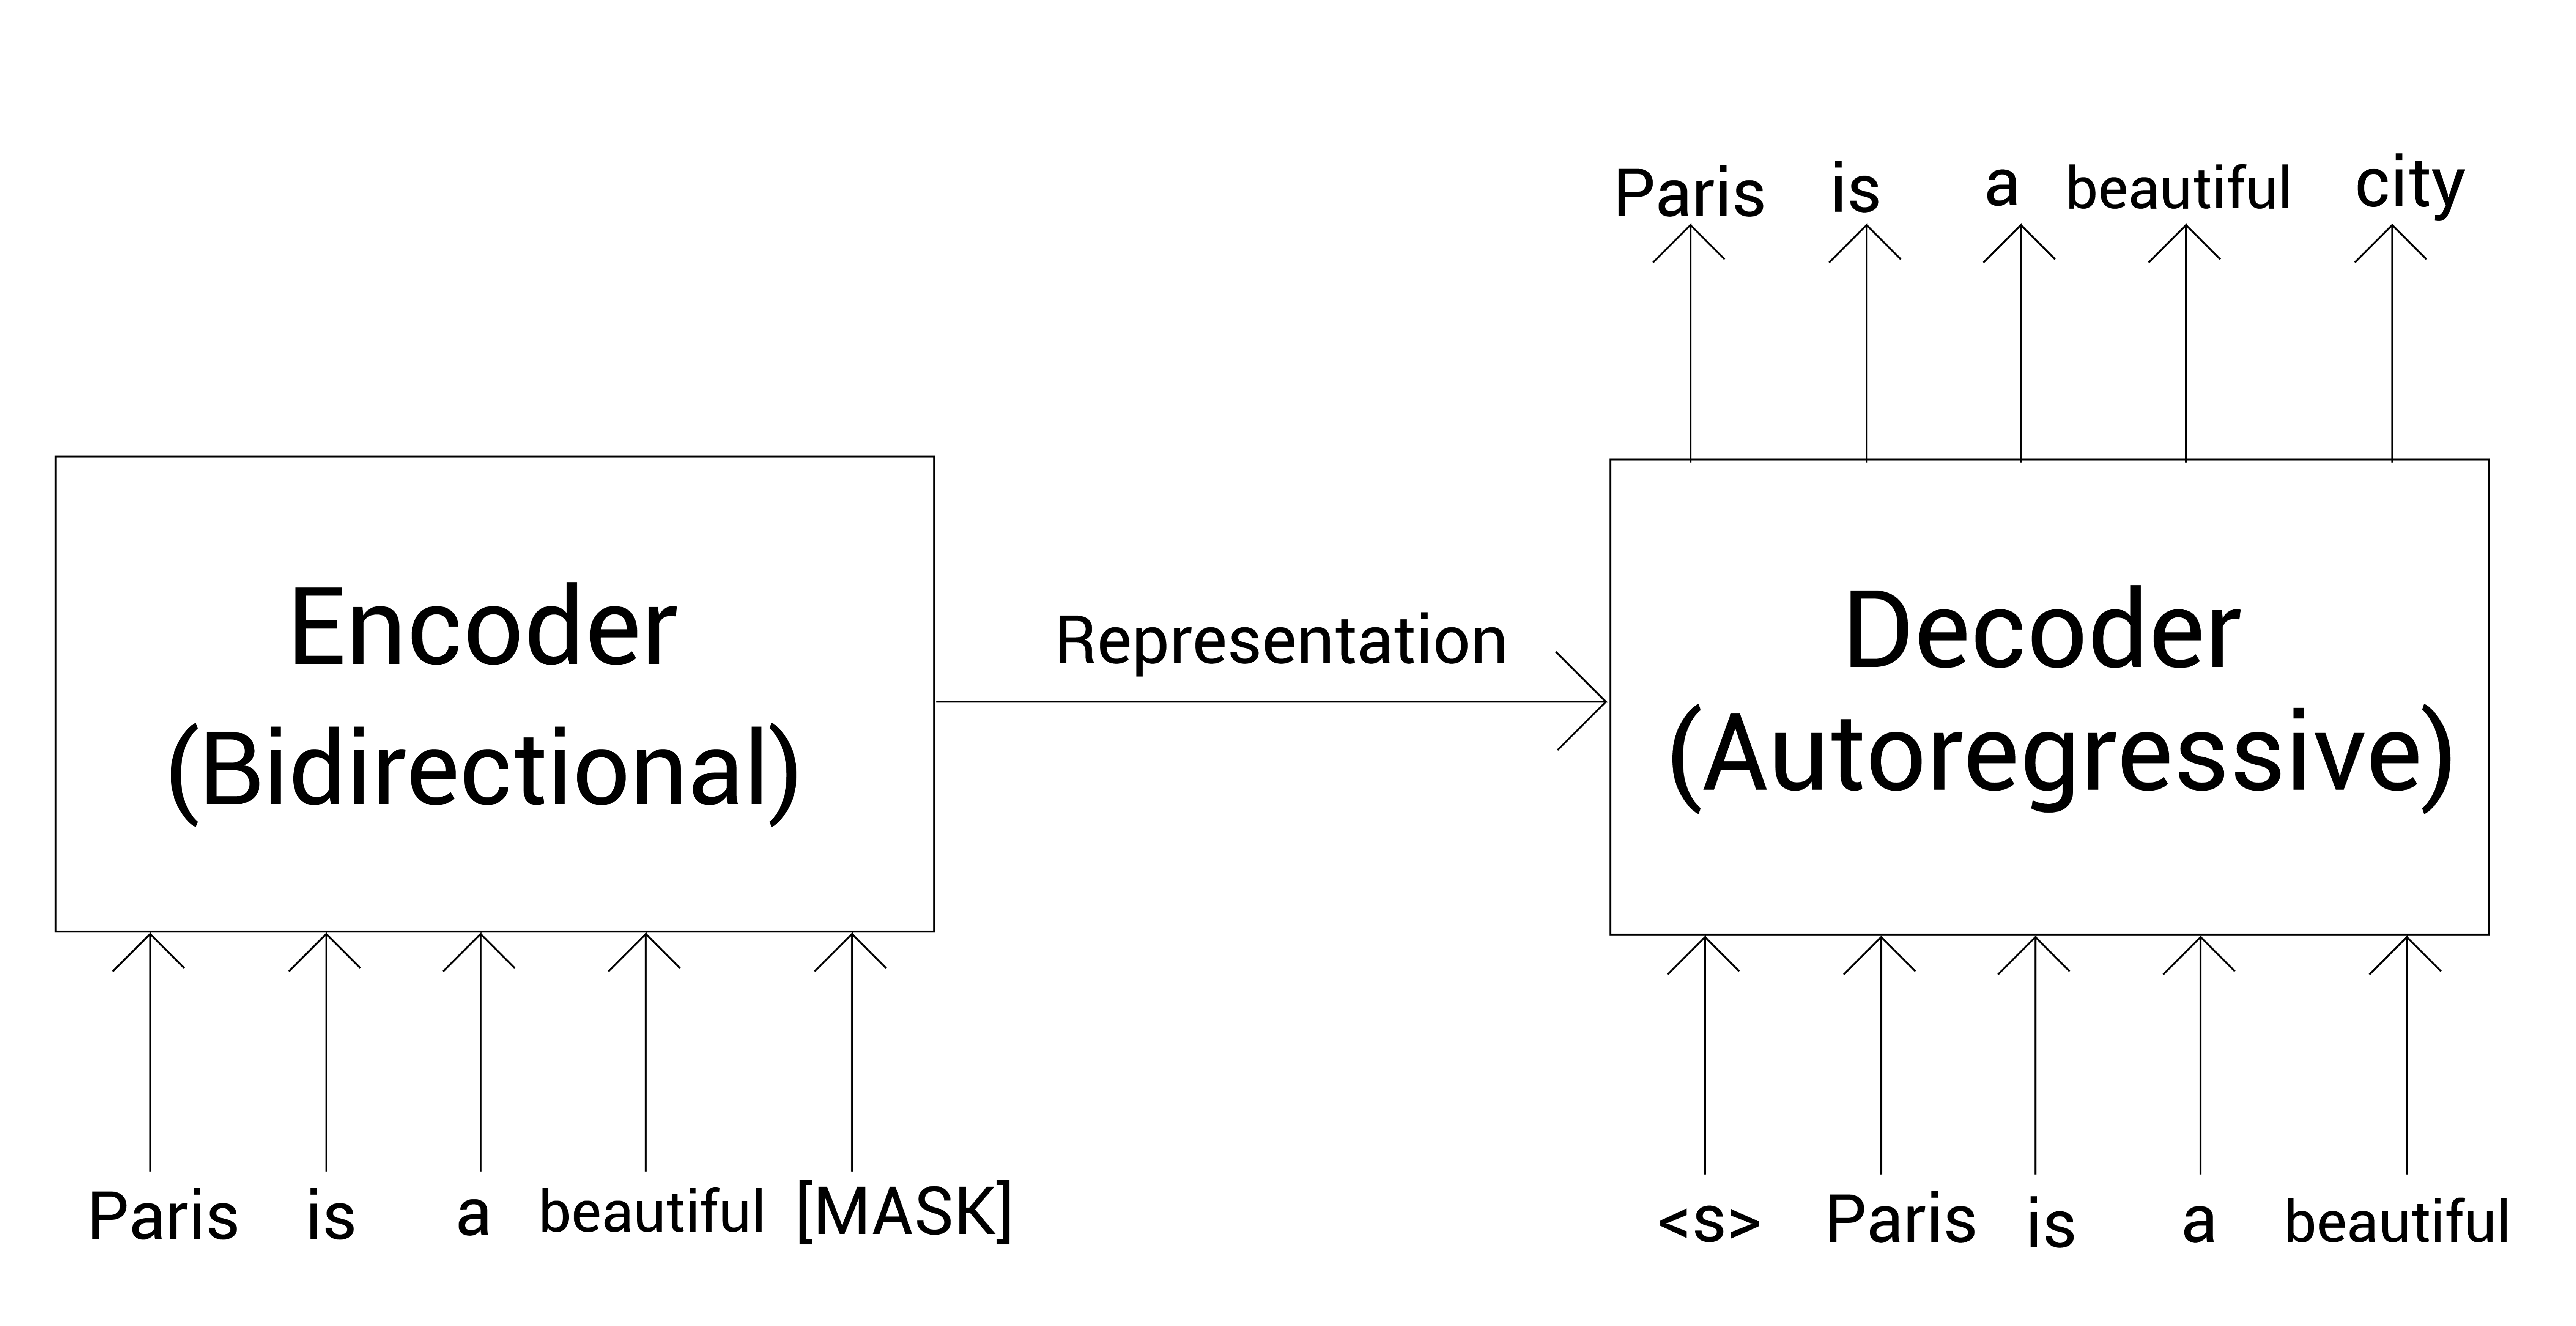 Paris is a beautiful city
Encoder
(Bidirectional)
Representation
Decoder
(Autoregressive)
Paris is a beautiful [MASK]
<s> Paris is a beautiful